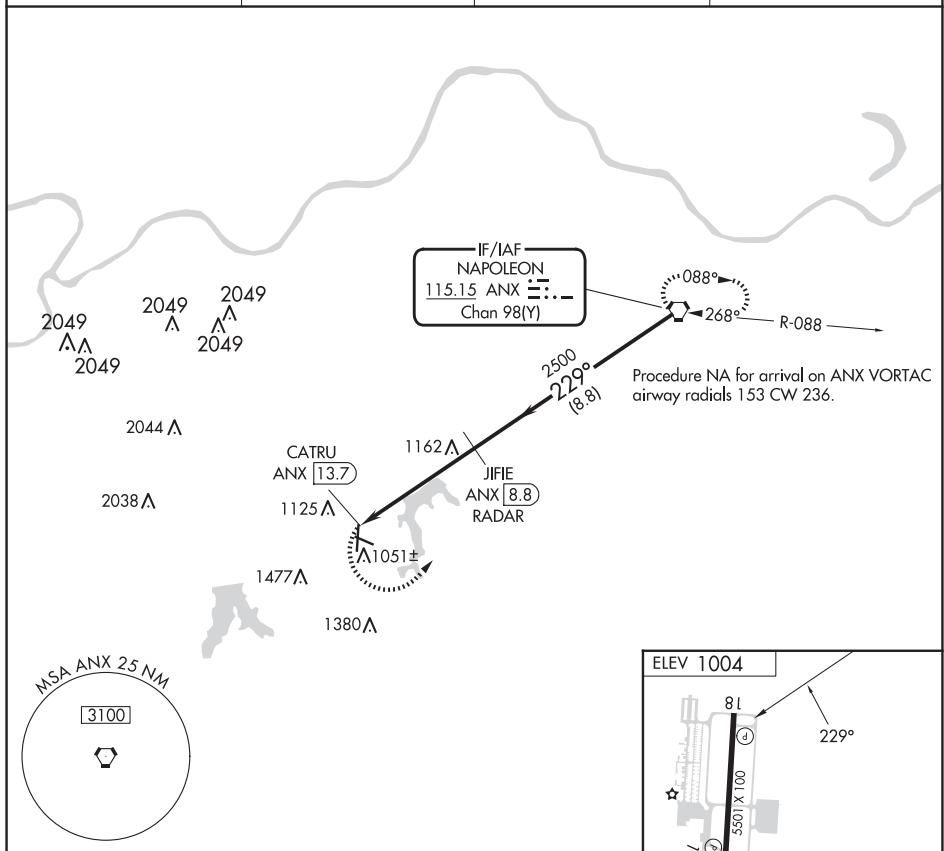 IF/IAF
NAPOLEON
115.15 ANX
Chan 98(Y)
088°
268°
R-088
2049
2049
2049
2049
2049
2500
229°
(8.8)
Procedure NA for arrival on ANX VORTAC
airway radials 153 CW 236.
2044
1162
CATRU
ANX 13.7
JIFIE
ANX 8.8
RADAR
2038
1125
1051±
1477
1380
MSA ANX 25 NM
3100
ELEV 1004
18
P
229°
5501 X 100